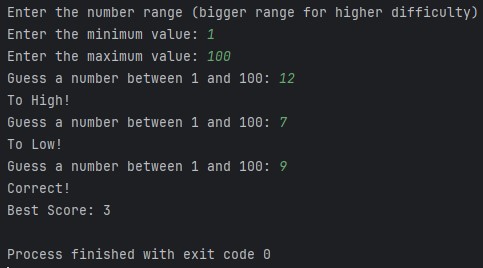 Enter the number range (bigger range for higher difficulty)
Enter the minimum value: 1
Enter the maximum value: 100
Guess a number between 1 and 100: 12
To High!
Guess a number between 1 and 100: 7
To Low!
Guess a number between 1 and 100: 9
Correct!
Best Score: 3
Process finished with exit code 0